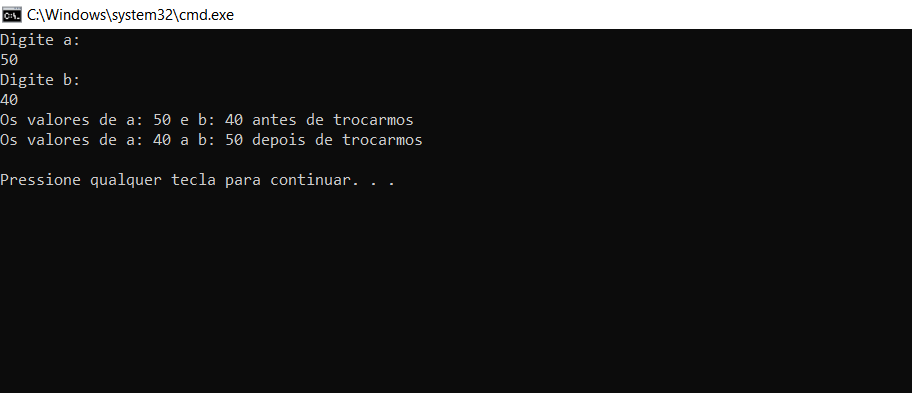 C:\Windows\system32\cmd.exe
Digite a:
50
Digite b:
40
Os valores de a: 50 e b: 40 antes de trocarmos
Os valores de a: 40 a b: 50 depois de trocarmos
Pressione qualquer tecla para continuar. . .